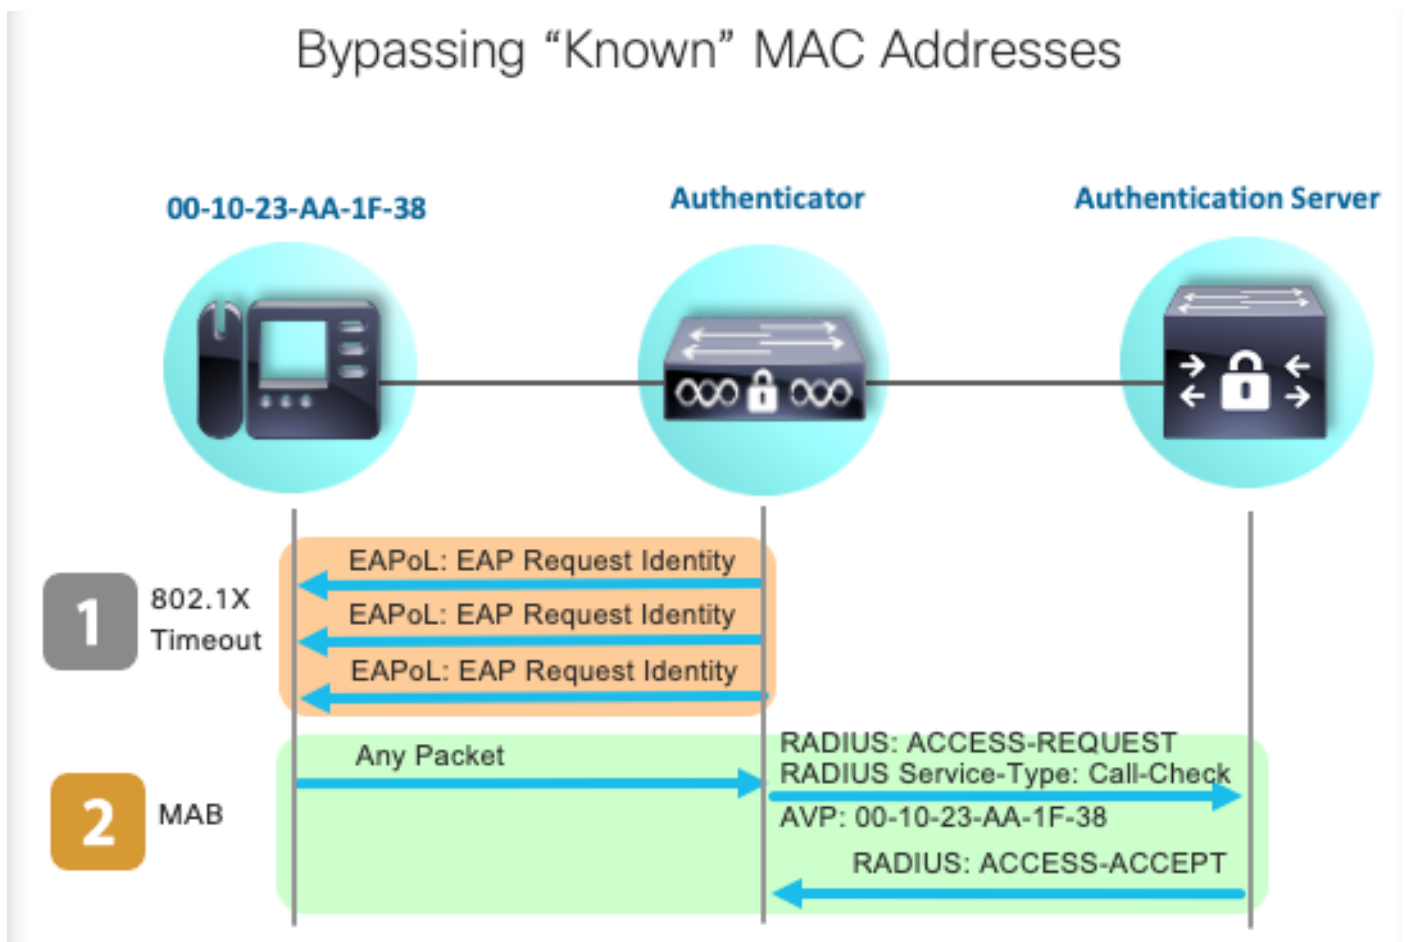 Bypassing “Known” MAC Addresses
00-10-23-AA-1F-38
Authenticator
Authentication Server
1
802.1X
Timeout
EAPoL: EAP Request Identity
EAPoL: EAP Request Identity
EAPoL: EAP Request Identity
2
MAB
Any Packet
RADIUS: ACCESS-REQUEST
RADIUS Service-Type: Call-Check
AVP: 00-10-23-AA-1F-38
RADIUS: ACCESS-ACCEPT